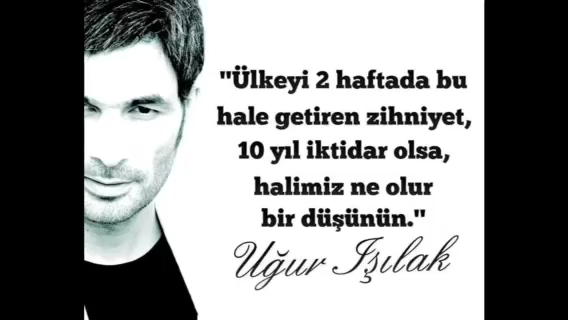 "Ülkeyi 2 haftada bu
hale getiren zihniyet,
10 yıl iktidar olsa,
halimiz ne olur
bir düşünün."
Uğur Işılak